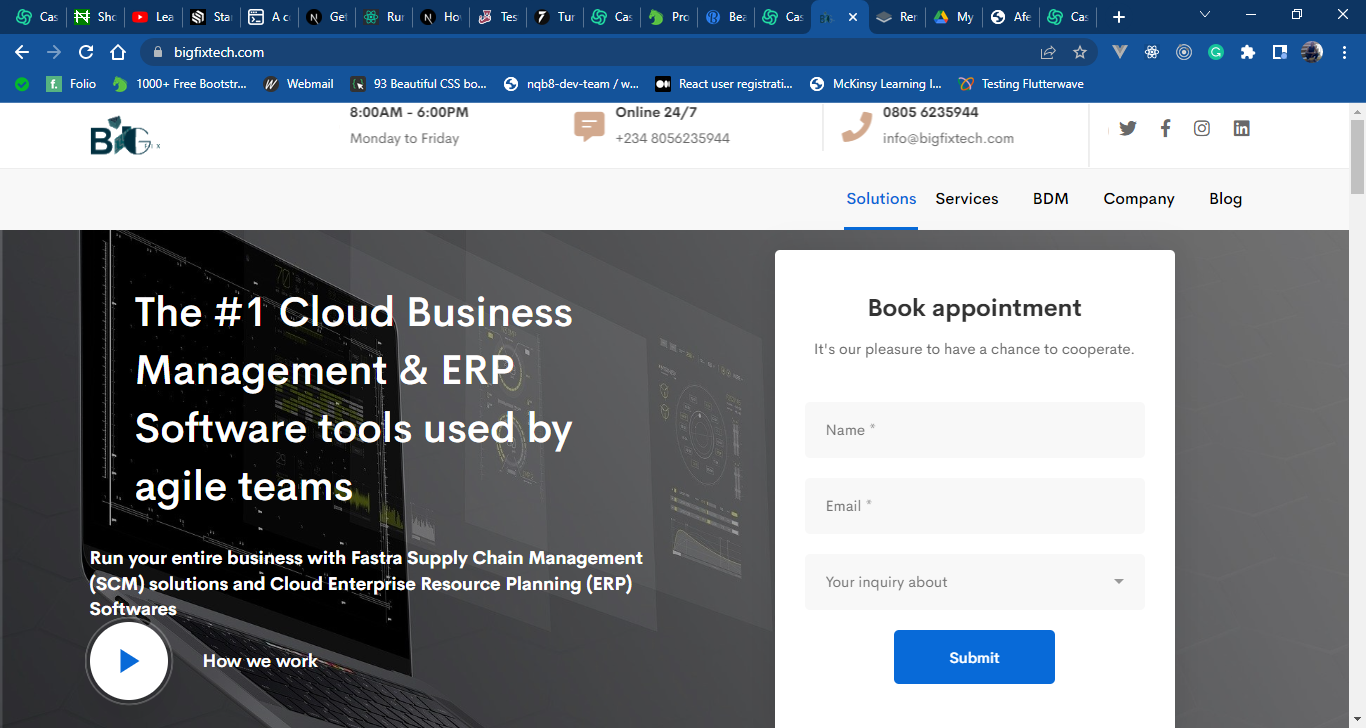 Cas
Sho
Lea
Sta
A c
Get
Rur
Ho
Tes
Tur
Cas
Pro
Bea
Cas
Ren
My
Afe
Cas
bigfixtech.com
Folio
1000+ Free Bootstr...
Webmail
93 Beautiful CSS bo...
nqb8-dev-team / w...
React user registrati...
McKinsy Learning I...
Testing Flutterwave
8:00AM - 6:00PM
Monday to Friday
Online 24/7
+234 8056235944
0805 6235944
info@bigfixtech.com
Solutions Services BDM Company Blog
The #1 Cloud Business
Management & ERP
Software tools used by
agile teams
Run your entire business with Fastra Supply Chain Management
(SCM) solutions and Cloud Enterprise Resource Planning (ERP)
Softwares
How we work
Book appointment
It's our pleasure to have a chance to cooperate.
Name *
Email *
Your inquiry about
Submit